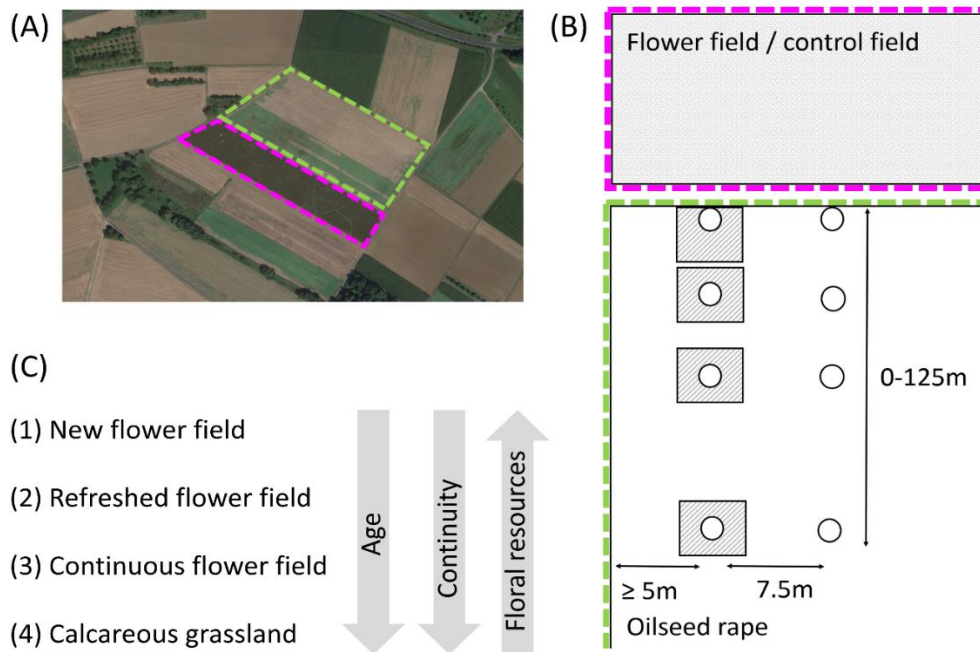 (A)
(B)
Flower field / control field
0-125m
≥ 5m
7.5m
Oilseed rape
(C)
(1) New flower field
(2) Refreshed flower field
(3) Continuous flower field
(4) Calcareous grassland
Age
Continuity
Floral resources